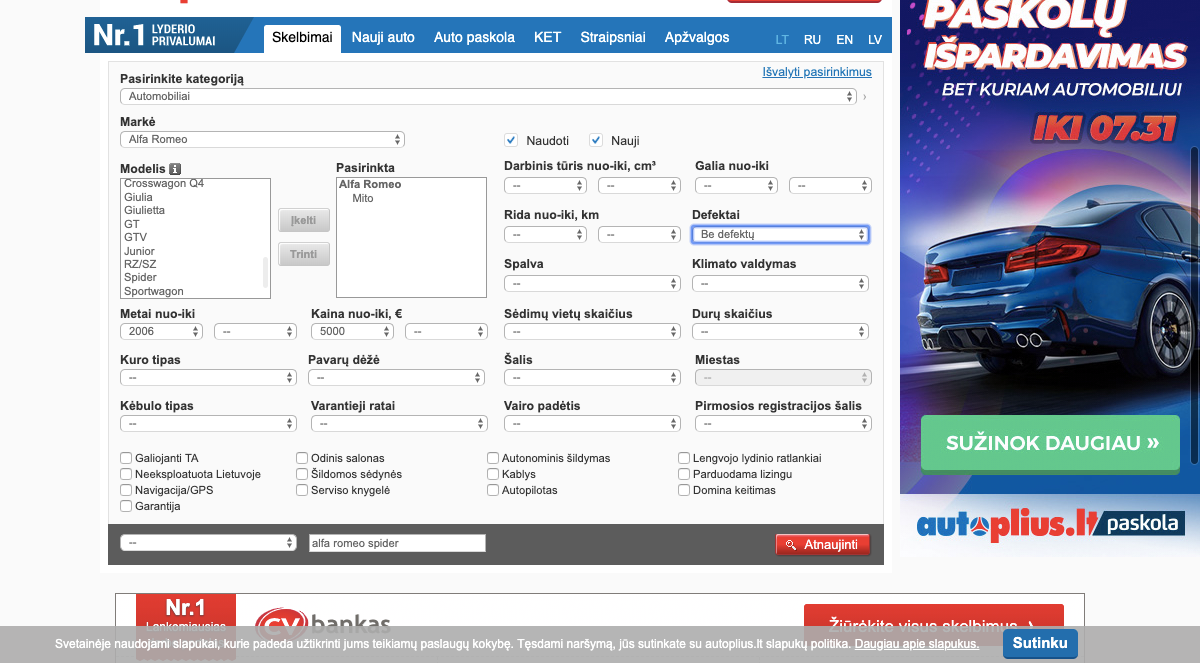 Nr.1 LYDERIO
PRIVALUMAI
Skelbimai Nauji auto Auto paskola KET Straipsniai Apžvalgos LT RU EN LV
Išvalyti pasirinkimus
Pasirinkite kategoriją
Automobiliai
Markė
Alfa Romeo
Naudoti Nauji
Modelis i
Crosswagon Q4
Giulia
Giulietta
GT
GTV
Junior
RZ/SZ
Spider
Sportwagon
Įkelti
Trinti
Pasirinkta
Alfa Romeo
Mito
Darbinis tūris nuo-iki, cm³ Galia nuo-iki
-- -- -- --
Rida nuo-iki, km Defektai
-- -- Be defektų
Spalva Klimato valdymas
-- --
Metai nuo-iki Kaina nuo-iki, € Sėdimų vietų skaičius Durų skaičius
2006 -- 5000 -- -- --
Kuro tipas Pavarų dėžė Šalis Miestas
-- -- -- --
Kėbulo tipas Varantieji ratai Vairo padėtis Pirmosios registracijos šalis
-- -- -- --
Galiojanti TA Odinis salonas Autonominis šildymas Lengvojo lydinio ratlankiai
Neeksploatuota Lietuvoje Šildomos sėdynės Kablys Parduodama lizingu
Navigacija/GPS Serviso knygelė Autopilotas Domina keitimas
Garantija
-- alfa romeo spider Atnaujinti
PASKOLŲ
IŠPARDAVIMAS
BET KURIAM AUTOMOBILIUI
IKI 07.31
SUŽINOK DAUGIAU »
autoplius.lt paskola
Nr.1
Lankomiausias
CV bankas
Žiūrėkite visus skelbimus
Svetainėje naudojami slapukai, kurie padeda užtikrinti jums teikiamų paslaugų kokybę. Tęsdami naršymą, jūs sutinkate su autoplius.lt slapukų politika. Daugiau apie slapukus.
Sutinku